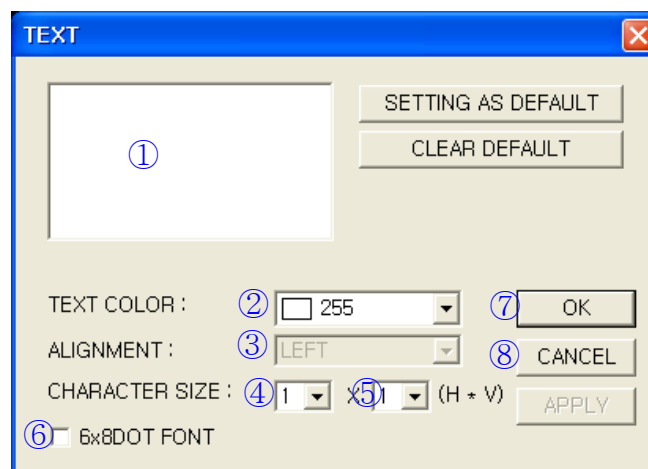 TEXT
SETTING AS DEFAULT
① CLEAR DEFAULT
TEXT COLOR : ② 255 ⑦ OK
ALIGNMENT : ③ LEFT ⑧ CANCEL
CHARACTER SIZE : ④ 1 X ⑤ 1 (H * V) APPLY
⑥ 6x8DOT FONT